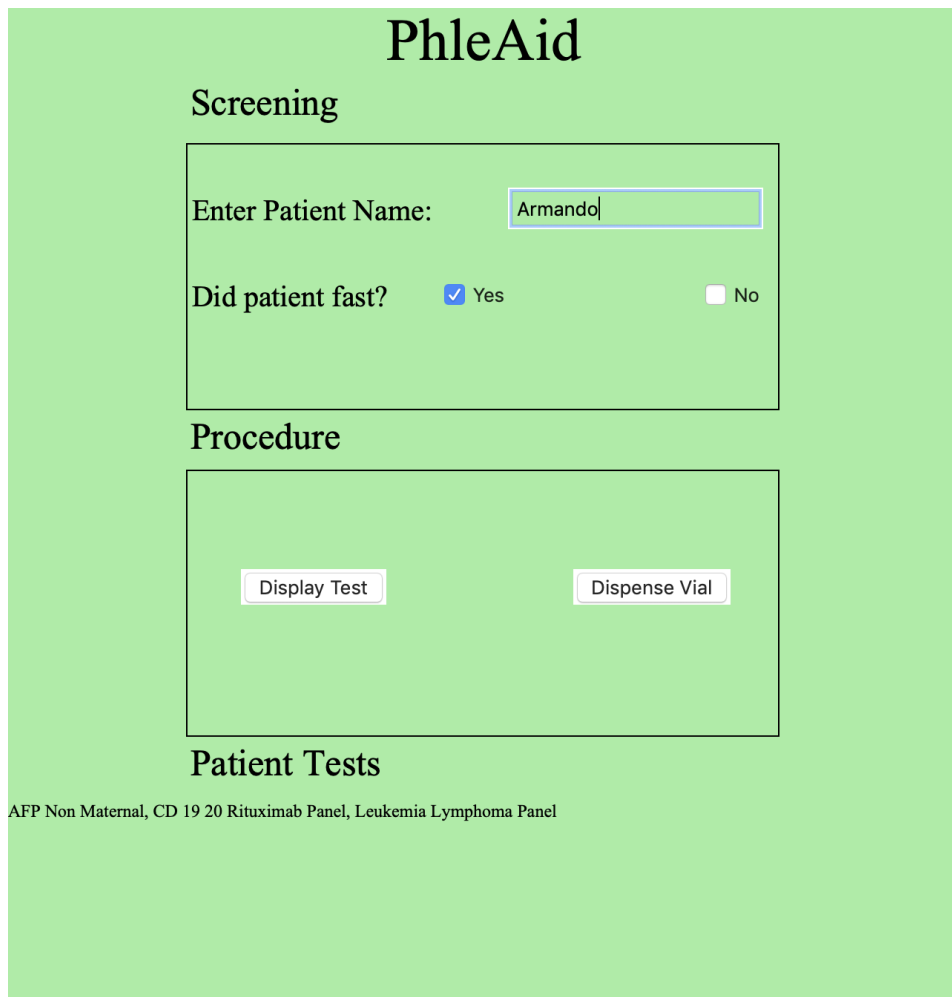 PhleAid
Screening
Enter Patient Name: Armando
Did patient fast? Yes No
Procedure
Display Test Dispense Vial
Patient Tests
AFP Non Maternal, CD 19 20 Rituximab Panel, Leukemia Lymphoma Panel